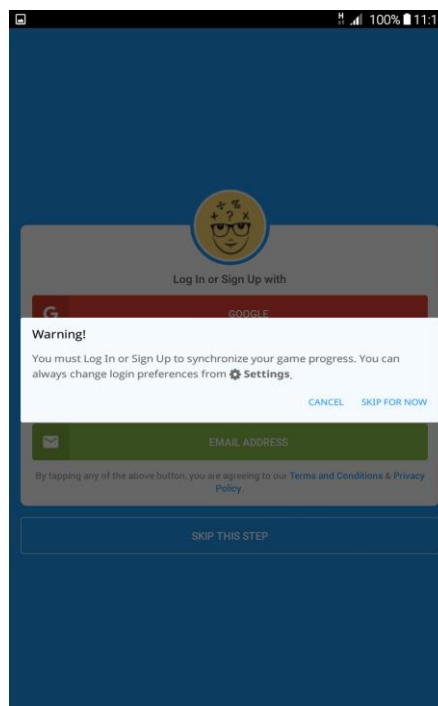 H 100% 11:1
÷ %
+ ? x
Log In or Sign Up with
G GOOGLE
Warning!
You must Log In or Sign Up to synchronize your game progress. You can
always change login preferences from Settings.
CANCEL SKIP FOR NOW
EMAIL ADDRESS
By tapping any of the above button, you are agreeing to our Terms and Conditions & Privacy
Policy.
SKIP THIS STEP